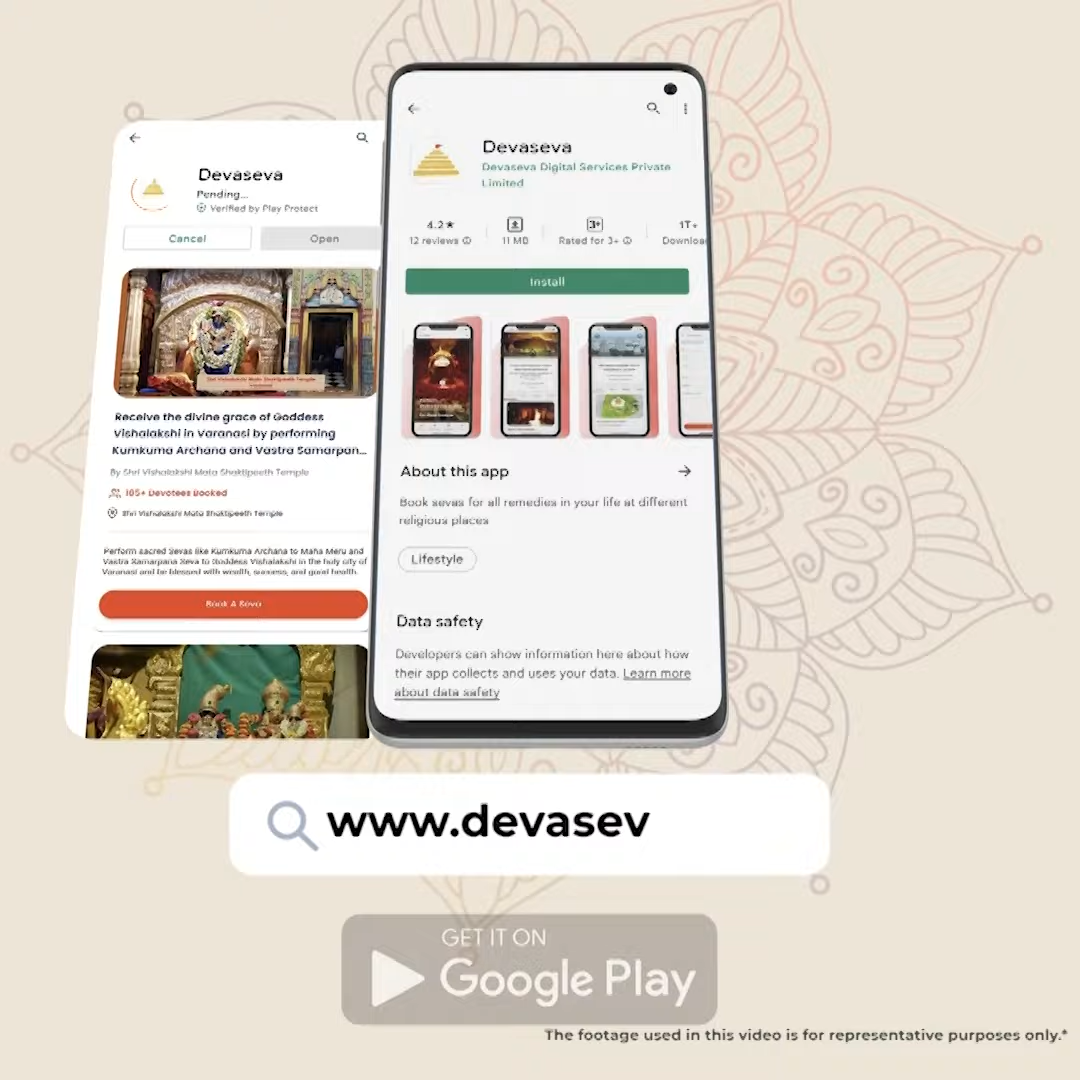 Devaseva
Pending...
Verified by Play Protect
Cancel
Open
Shri Vishalakshi Mata Shaktipeeth Temple
Receive the divine grace of Goddess
Vishalakshi in Varanasi by performing
Kumkuma Archana and Vastra Samarpan...
By Shri Vishalakshi Mata Shaktipeeth Temple
105+ Devotees Booked
Shri Vishalakshi Mata Shaktipeeth Temple
Perform sacred Sevas like Kumkuma Archana to Maha Meru and
Vastra Samarpana Seva to Goddess Vishalakshi in the holy city of
Varanasi and be blessed with wealth, success, and good health.
Book A Seva
Devaseva
Devaseva Digital Services Private
Limited
4.2★
12 reviews
11 MB
3+
Rated for 3+
1T+
Downloa
Install
About this app
Book sevas for all remedies in your life at different
religious places
Lifestyle
Data safety
Developers can show information here about how
their app collects and uses your data. Learn more
about data safety
www.devasev
GET IT ON
Google Play
The footage used in this video is for representative purposes only.*